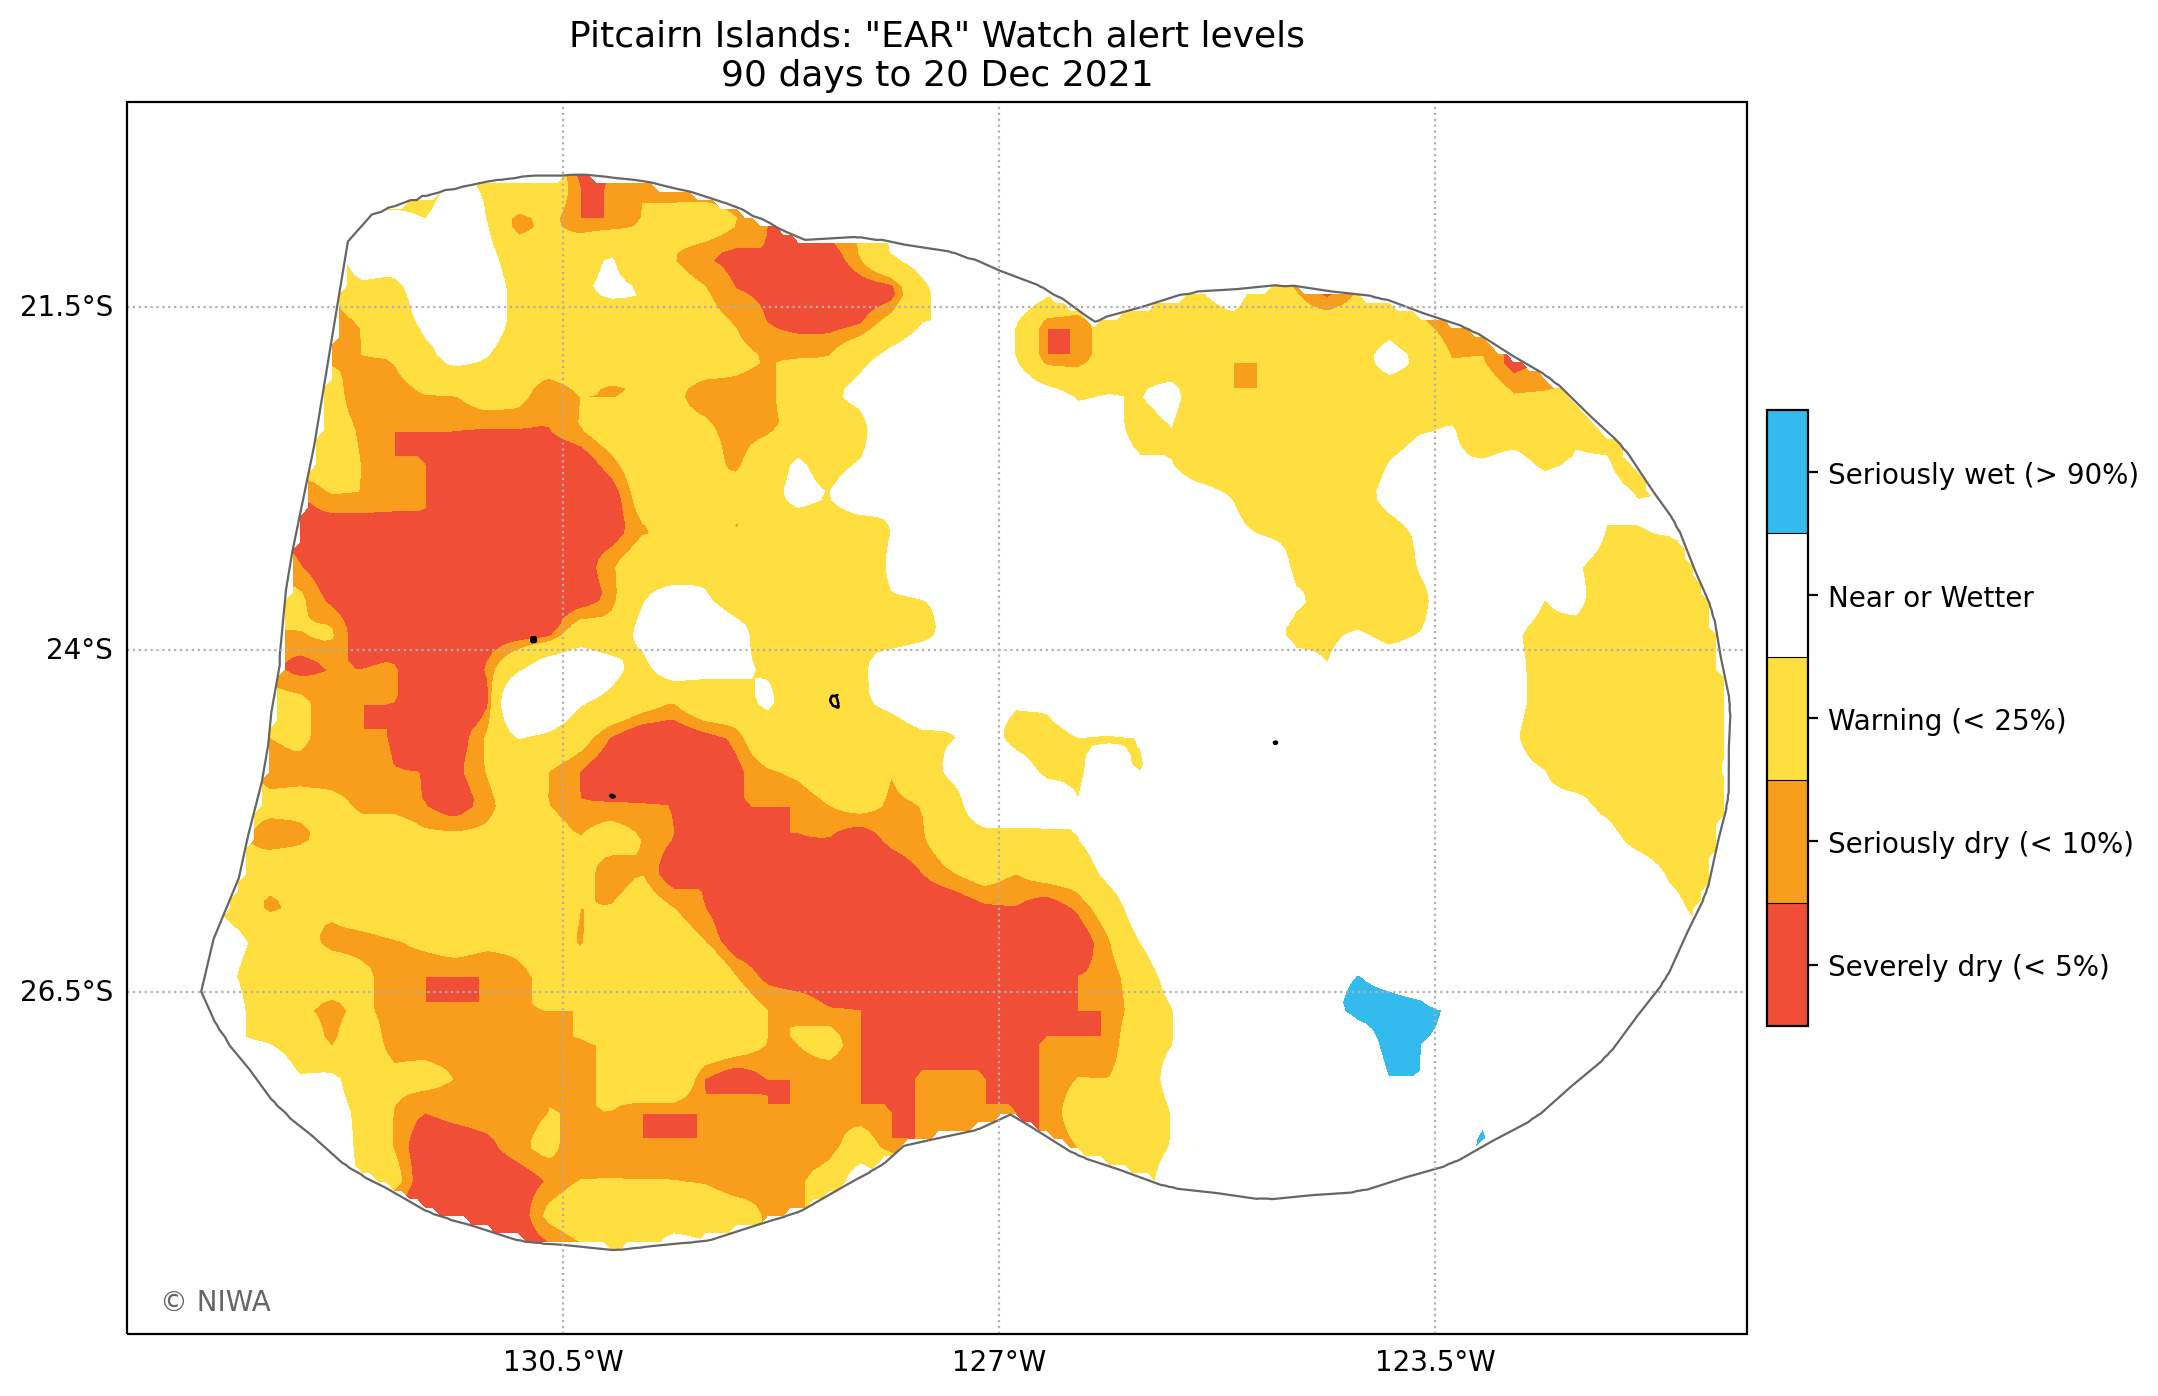 Pitcairn Islands: "EAR" Watch alert levels
90 days to 20 Dec 2021
21.5°S
24°S
26.5°S
130.5°W
127°W
123.5°W
Seriously wet (> 90%)
Near or Wetter
Warning (< 25%)
Seriously dry (< 10%)
Severely dry (< 5%)
© NIWA